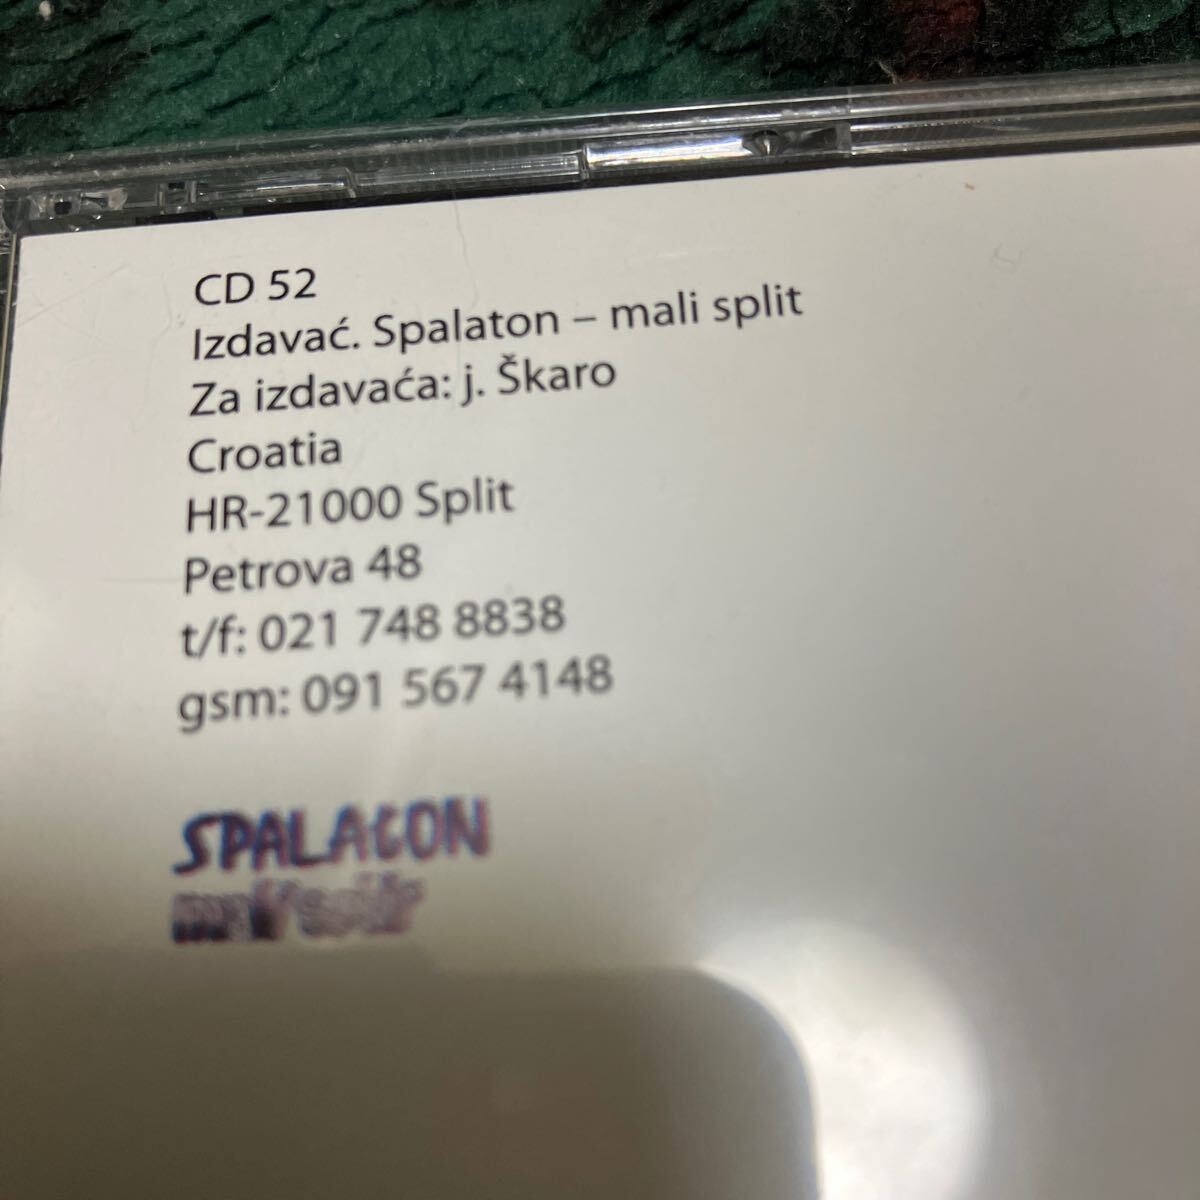 CD 52
Izdavać. Spalaton – mali split
Za izdavaća: j. Škaro
Croatia
HR-21000 Split
Petrova 48
t/f: 021 748 8838
gsm: 091 567 4148
SPALATON